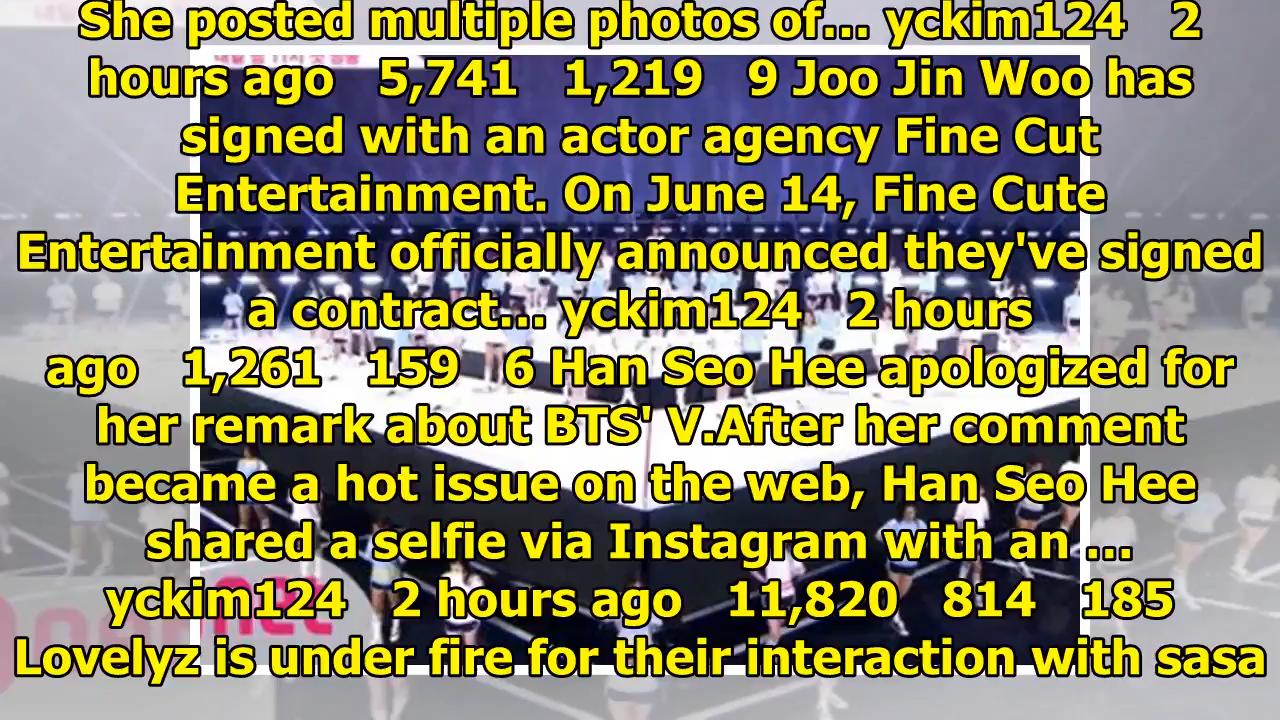 She posted multiple photos of... yckim124 2
hours ago 5,741 1,219 9 Joo Jin Woo has
signed with an actor agency Fine Cut
Entertainment. On June 14, Fine Cute
Entertainment officially announced they've signed
a contract... yckim124 2 hours
ago 1,261 159 6 Han Seo Hee apologized for
her remark about BTS' V.After her comment
became a hot issue on the web, Han Seo Hee
shared a selfie via Instagram with an ...
yckim124 2 hours ago 11,820 814 185
Lovelyz is under fire for their interaction with sasa